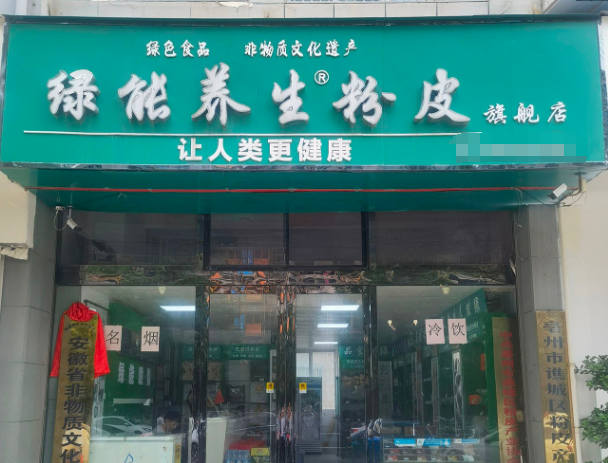 绿色食品 非物质文化遗产
绿能养生®粉皮 旗舰店
让人类更健康
名烟
冷饮
安徽省非物质文化
亳州市谯城区粉皮